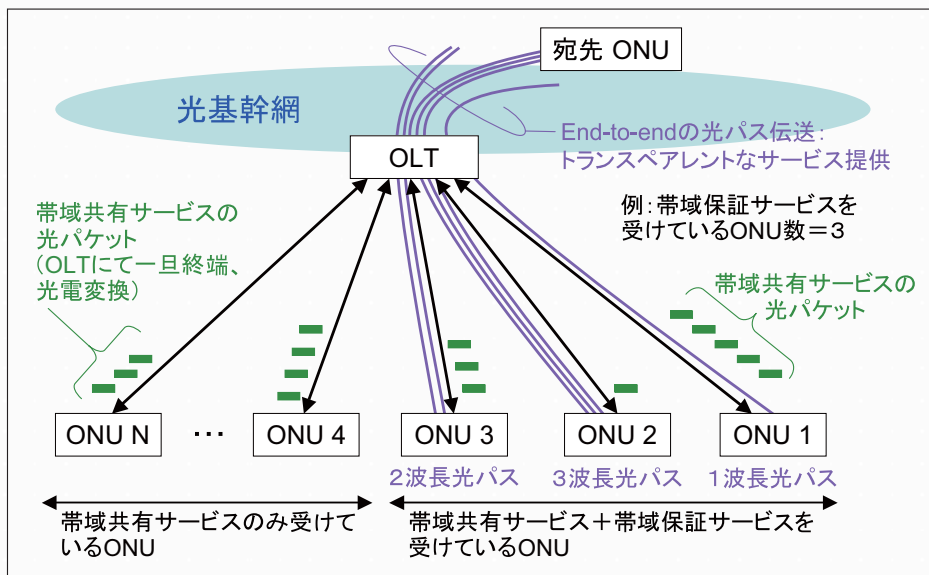 宛先 ONU
光基幹網
End-to-endの光パス伝送:
トランスペアレントなサービス提供
OLT
帯域共有サービスの
光パケット
(OLTにて一旦終端、
光電変換)
例:帯域保証サービスを
受けているONU数=3
帯域共有サービスの
光パケット
ONU N
…
ONU 4
ONU 3
ONU 2
ONU 1
2波長光パス
3波長光パス
1波長光パス
帯域共有サービスのみ受けて
いるONU
帯域共有サービス+帯域保証サービスを
受けているONU